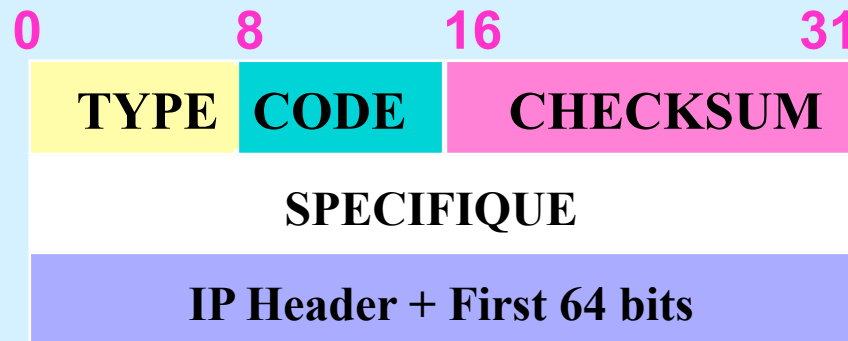 0 8 16 31
TYPE CODE CHECKSUM
SPECIFIQUE
IP Header + First 64 bits